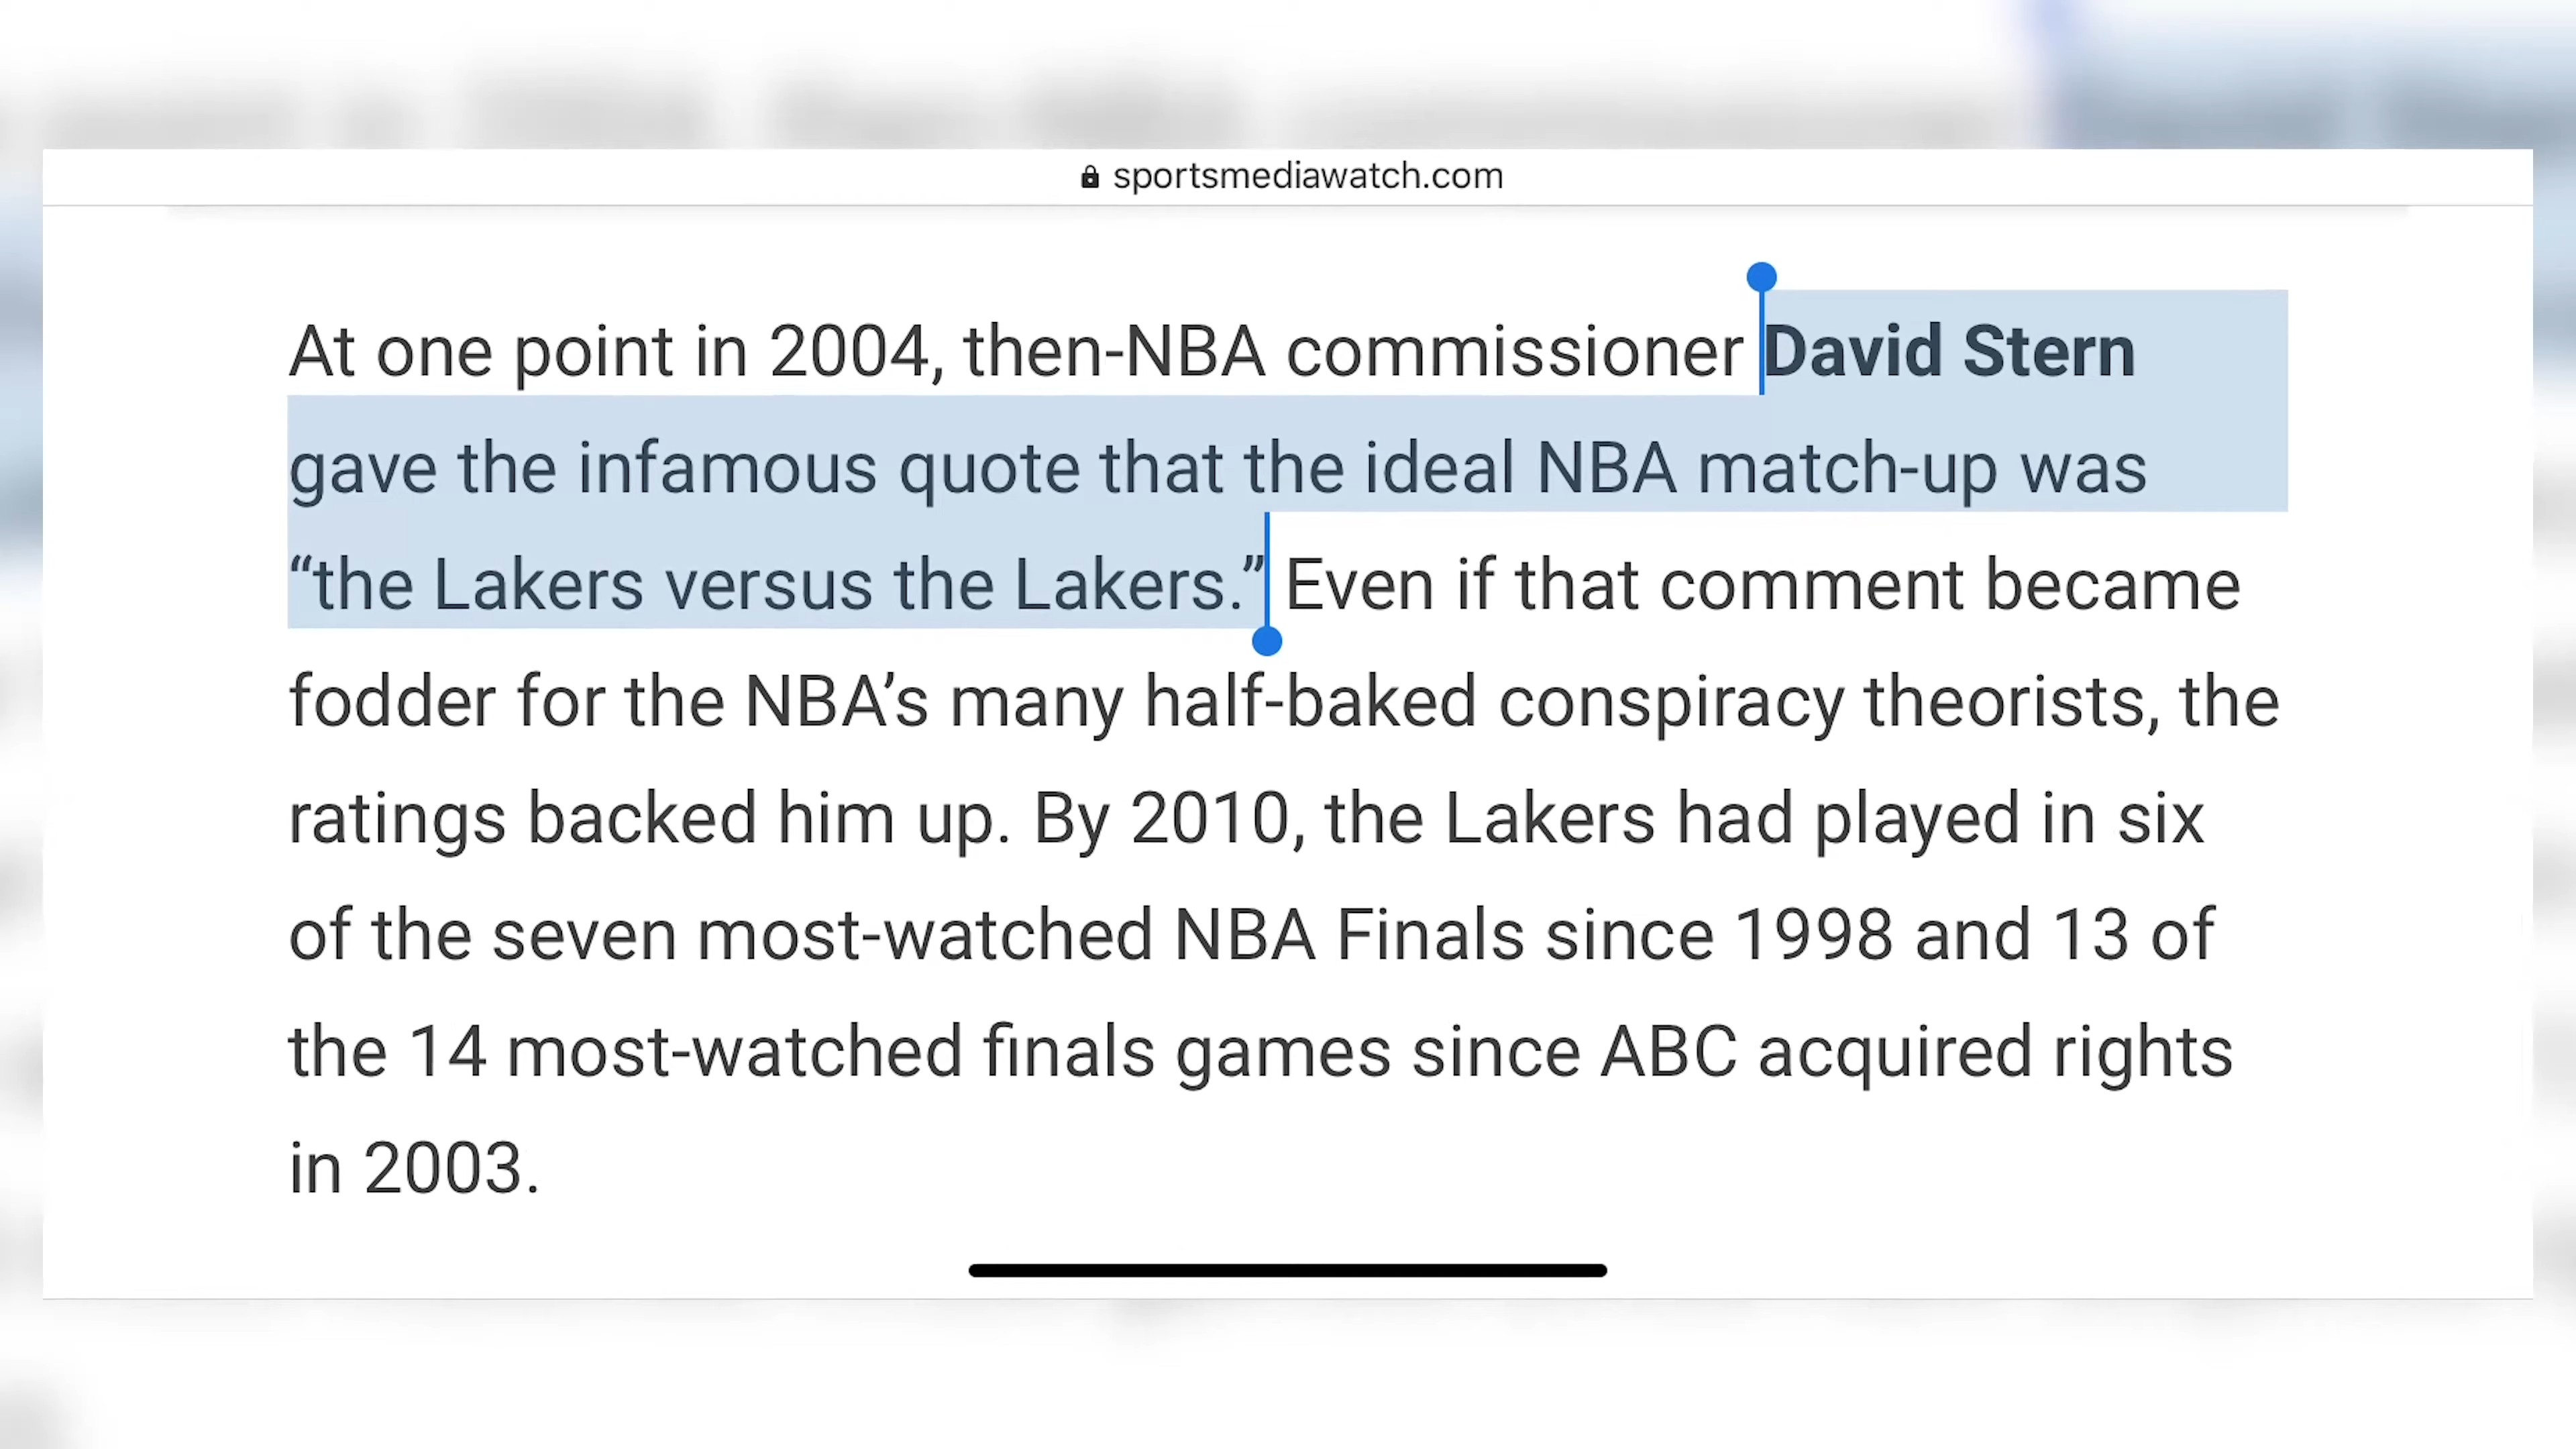 sportsmediawatch.com
At one point in 2004, then-NBA commissioner David Stern
gave the infamous quote that the ideal NBA match-up was
“the Lakers versus the Lakers.” Even if that comment became
fodder for the NBA’s many half-baked conspiracy theorists, the
ratings backed him up. By 2010, the Lakers had played in six
of the seven most-watched NBA Finals since 1998 and 13 of
the 14 most-watched finals games since ABC acquired rights
in 2003.